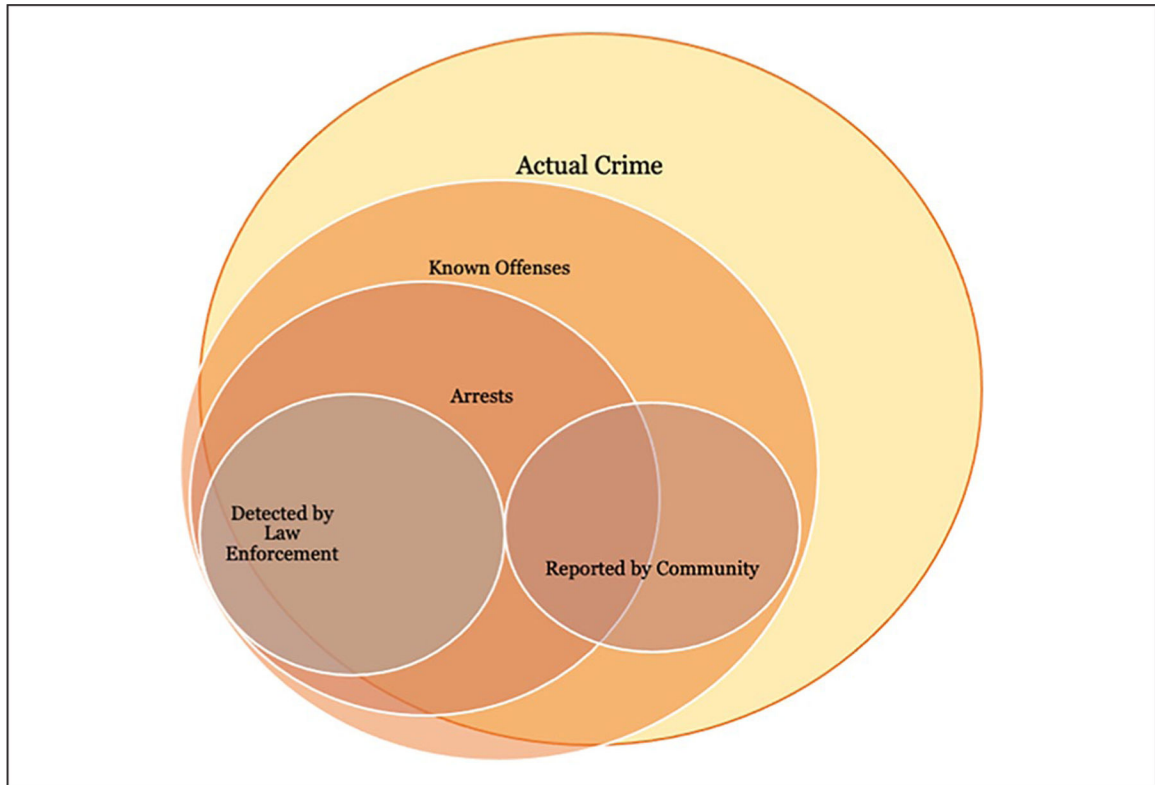 Actual Crime
Known Offenses
Arrests
Detected by
Law
Enforcement
Reported by Community